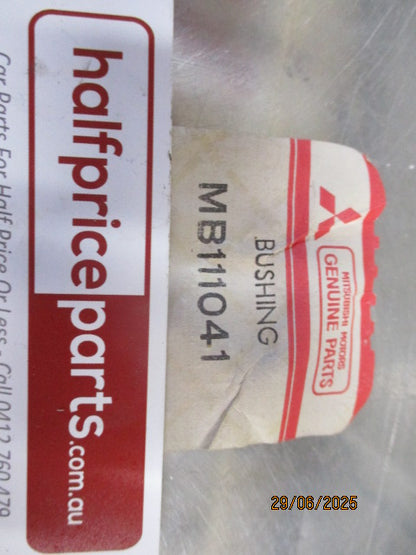 halfpriceparts.com.au
Car Parts For Half Price Or Less - Call 0412 760 479
MITSUBISHI MOTORS
GENUINE PARTS
BUSHING
MB111041
29/06/2025